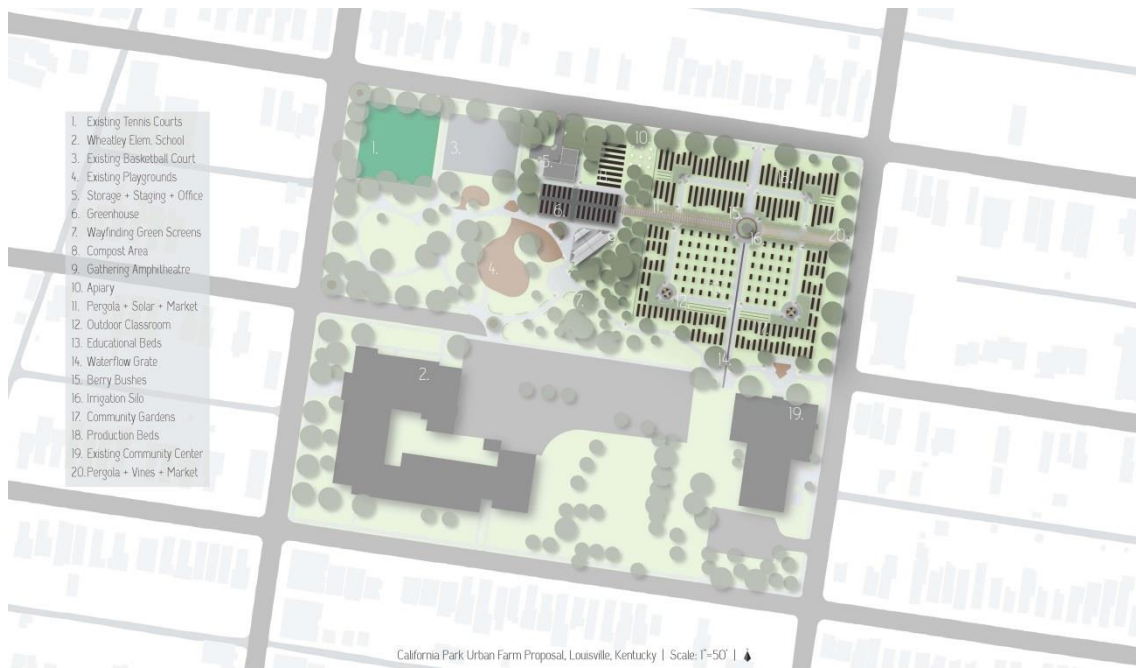 1. Existing Tennis Courts
2. Wheatley Elem. School
3. Existing Basketball Court
4. Existing Playgrounds
5. Storage + Staging + Office
6. Greenhouse
7. Wayfinding Green Screens
8. Compost Area
9. Gathering Amphitheatre
10. Apiary
11. Pergola + Solar + Market
12. Outdoor Classroom
13. Educational Beds
14. Waterflow Grate
15. Berry Bushes
16. Irrigation Silo
17. Community Gardens
18. Production Beds
19. Existing Community Center
20. Pergola + Vines + Market
1.
3.
5.
10.
18.
6.
11.
20.
4.
7.
14.
2.
19.
California Park Urban Farm Proposal, Louisville, Kentucky | Scale: 1"=50' |